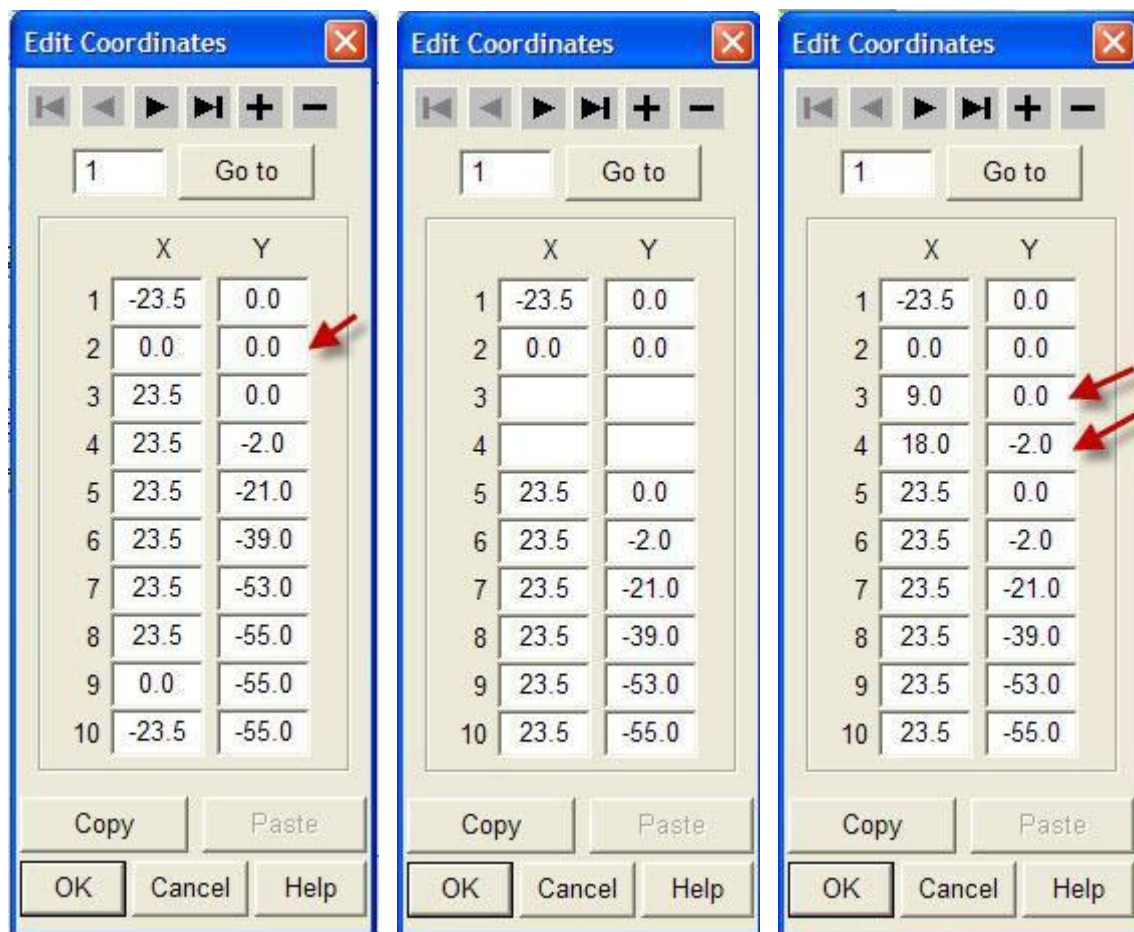 Edit Coordinates
1 Go to
X Y
1 -23.5 0.0
2 0.0 0.0
3 23.5 0.0
4 23.5 -2.0
5 23.5 -21.0
6 23.5 -39.0
7 23.5 -53.0
8 23.5 -55.0
9 0.0 -55.0
10 -23.5 -55.0
Copy Paste
OK Cancel Help
Edit Coordinates
1 Go to
X Y
1 -23.5 0.0
2 0.0 0.0
3
4
5 23.5 0.0
6 23.5 -2.0
7 23.5 -21.0
8 23.5 -39.0
9 23.5 -53.0
10 23.5 -55.0
Copy Paste
OK Cancel Help
Edit Coordinates
1 Go to
X Y
1 -23.5 0.0
2 0.0 0.0
3 9.0 0.0
4 18.0 -2.0
5 23.5 0.0
6 23.5 -2.0
7 23.5 -21.0
8 23.5 -39.0
9 23.5 -53.0
10 23.5 -55.0
Copy Paste
OK Cancel Help